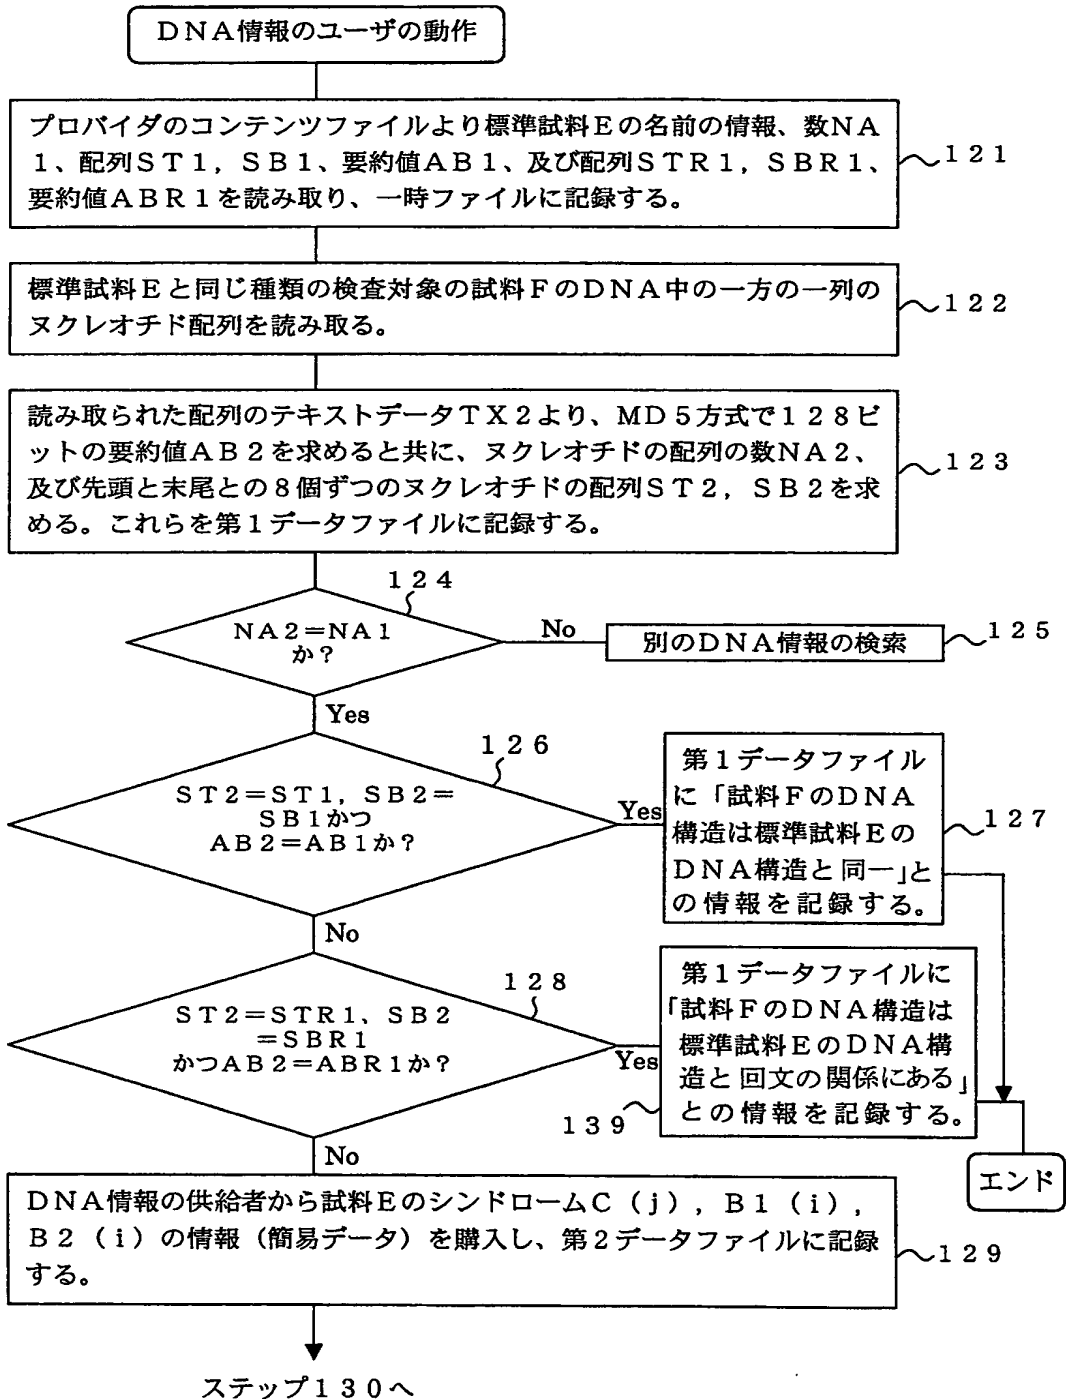 DNA情報のユーザの動作
プロバイダのコンテンツファイルより標準試料Eの名前の情報、数NA
1、配列ST1,SB1、要約値AB1、及び配列STR1,SBR1、
要約値ABR1を読み取り、一時ファイルに記録する。
121
標準試料Eと同じ種類の検査対象の試料FのDNA中の一方の一列の
ヌクレオチド配列を読み取る。
122
読み取られた配列のテキストデータTX2より、MD5方式で128ビ
ットの要約値AB2を求めると共に、ヌクレオチドの配列の数NA2、
及び先頭と末尾との8個ずつのヌクレオチドの配列ST2,SB2を求
める。これらを第1データファイルに記録する。
123
124
NA2=NA1
か?
No
別のDNA情報の検索
125
Yes
126
ST2=ST1,SB2=
SB1かつ
AB2=AB1か?
Yes
第1データファイル
に「試料FのDNA
構造は標準試料Eの
DNA構造と同一」と
の情報を記録する。
127
No
128
ST2=STR1、SB2
=SBR1
かつAB2=ABR1か?
Yes
第1データファイルに
「試料FのDNA構造は
標準試料EのDNA構
造と回文の関係にある」
との情報を記録する。
139
エンド
No
DNA情報の供給者から試料EのシンドロームC(j),B1(i),
B2(i)の情報(簡易データ)を購入し、第2データファイルに記録
する。
129
ステップ130へ